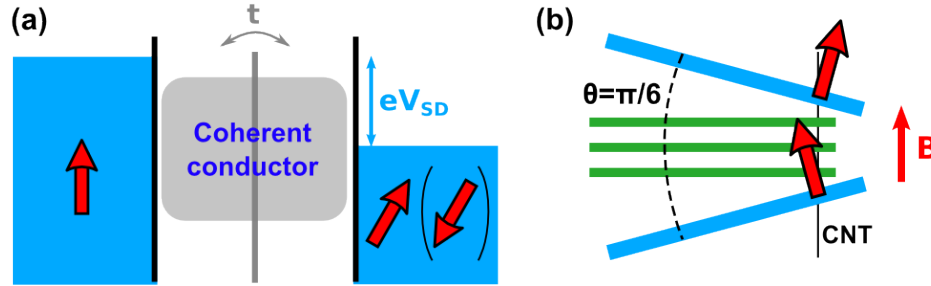 (a)
t
eV_SD
Coherent
conductor
(b)
θ=π/6
B
CNT